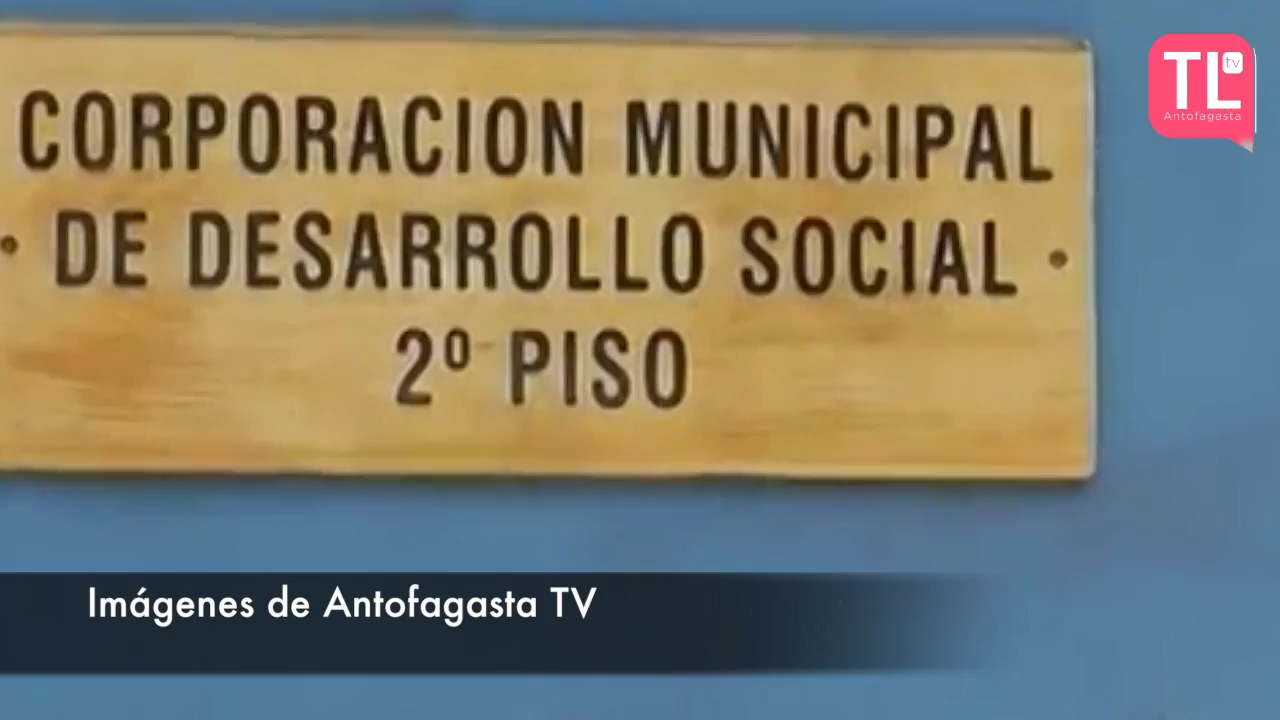 CORPORACION MUNICIPAL
DE DESARROLLO SOCIAL
2º PISO
TL tv
Antofagasta
Imágenes de Antofagasta TV